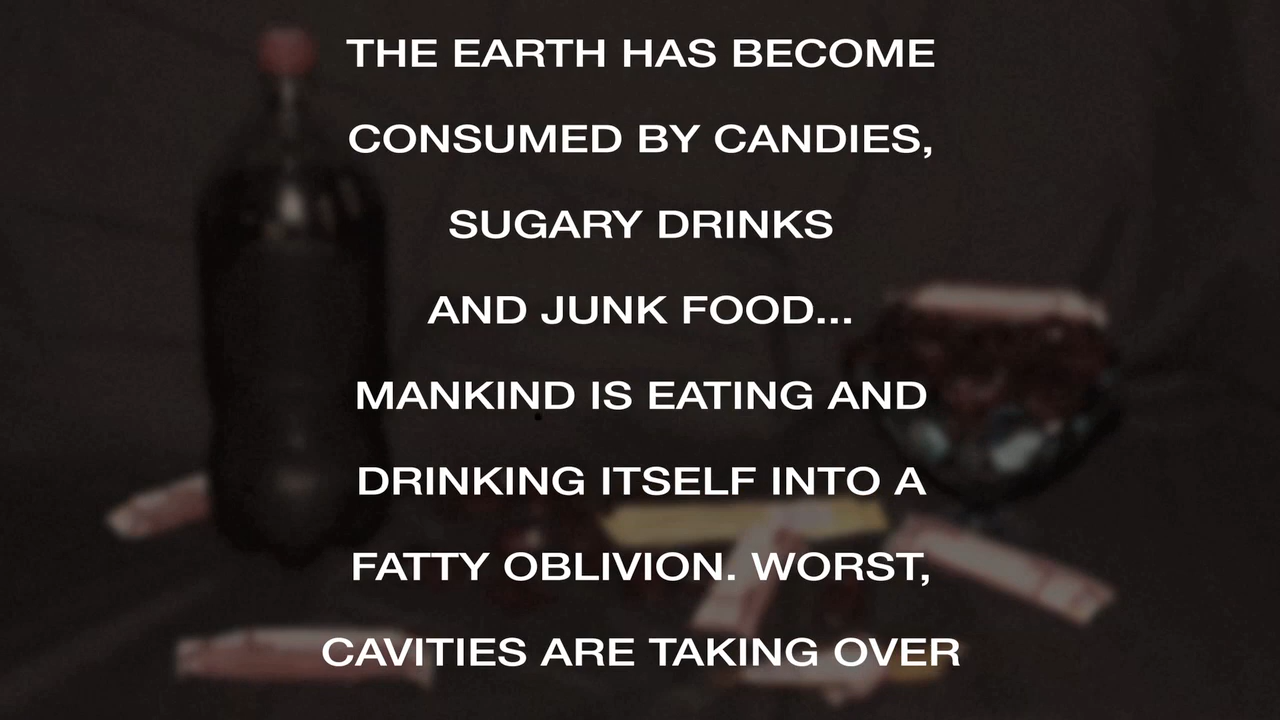 THE EARTH HAS BECOME
CONSUMED BY CANDIES,
SUGARY DRINKS
AND JUNK FOOD...
MANKIND IS EATING AND
DRINKING ITSELF INTO A
FATTY OBLIVION. WORST,
CAVITIES ARE TAKING OVER